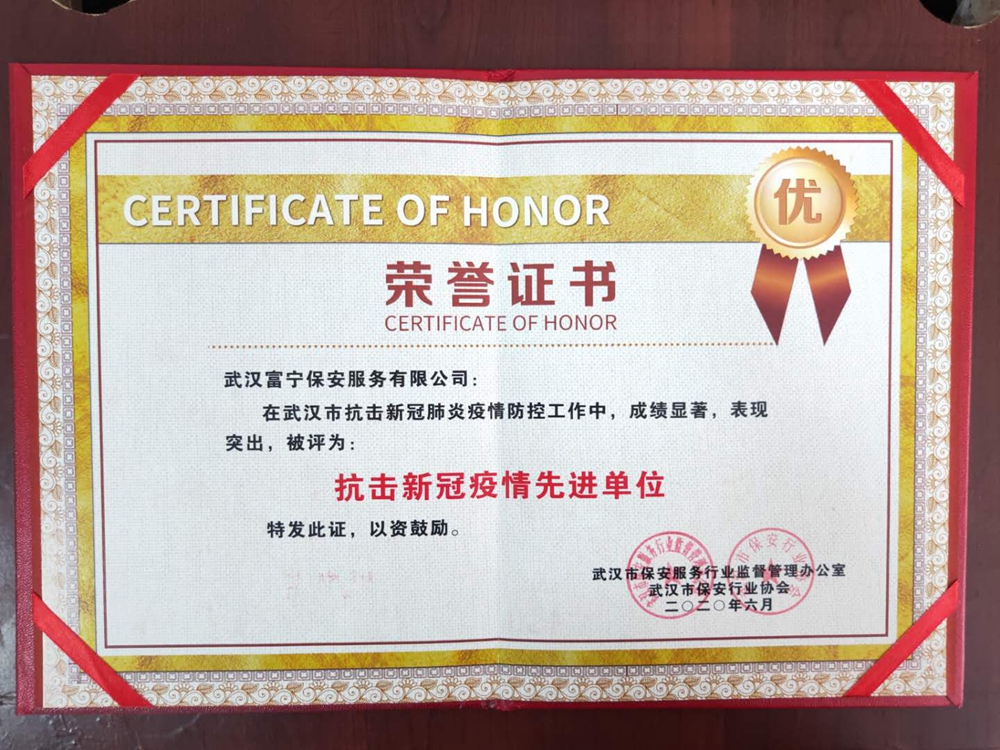 CERTIFICATE OF HONOR
优
荣誉证书
CERTIFICATE OF HONOR
武汉富宁保安服务有限公司：
在武汉市抗击新冠肺炎疫情防控工作中，成绩显著，表现
突出，被评为：
抗击新冠疫情先进单位
特发此证，以资鼓励。
武汉市保安服务行业监督管理办公室
武汉市保安行业协会
二〇二〇年六月